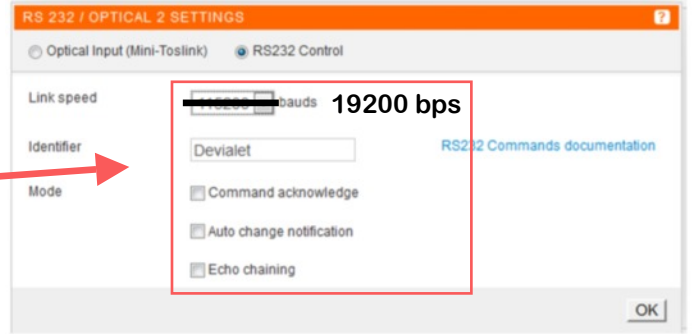 RS 232 / OPTICAL 2 SETTINGS ?
Optical Input (Mini-Toslink) RS232 Control
Link speed bauds 19200 bps
Identifier Devialet RS232 Commands documentation
Mode Command acknowledge
Auto change notification
Echo chaining
OK